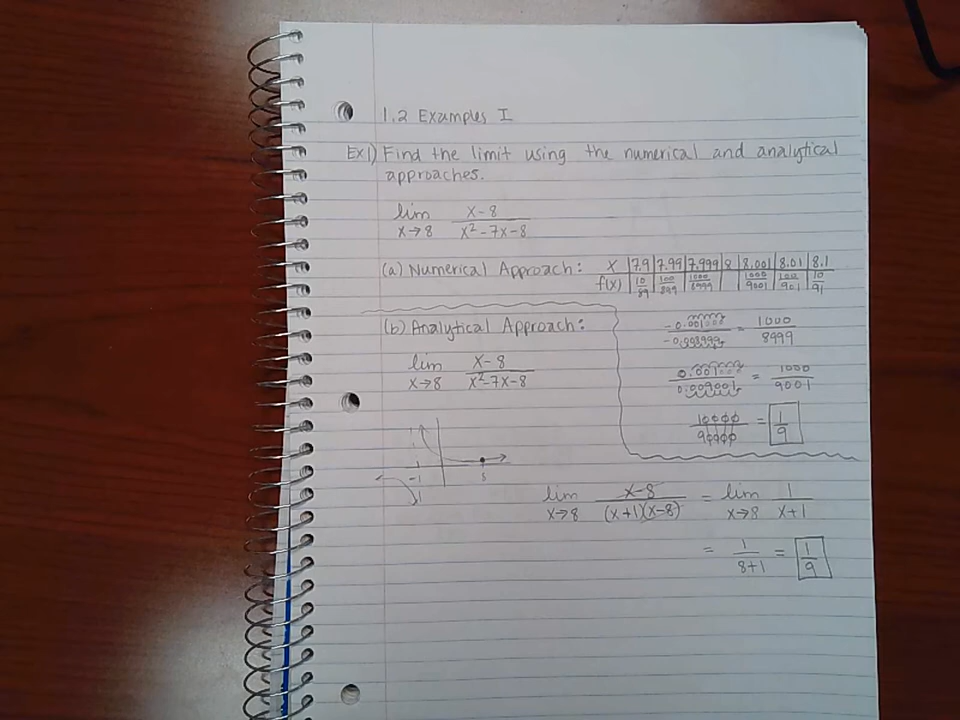 1.2 Examples I
Ex1) Find the limit using the numerical and analytical
approaches.
lim x→8 (x-8)/(x²-7x-8)
(a) Numerical Approach:
x | 7.9 | 7.99 | 7.999 | 8 | 8.001 | 8.01 | 8.1
f(x) | 10/89 | 100/899 | 1000/8999 | | 1000/9001 | 100/901 | 10/91
-0.001000/-0.008999 = 1000/8999
0.001000/0.009001 = 1000/9001
10000/90000 = 1/9
(b) Analytical Approach:
lim x→8 (x-8)/(x²-7x-8)
-1
8
lim x→8 (x-8)/((x+1)(x-8)) = lim x→8 1/(x+1)
= 1/(8+1) = 1/9